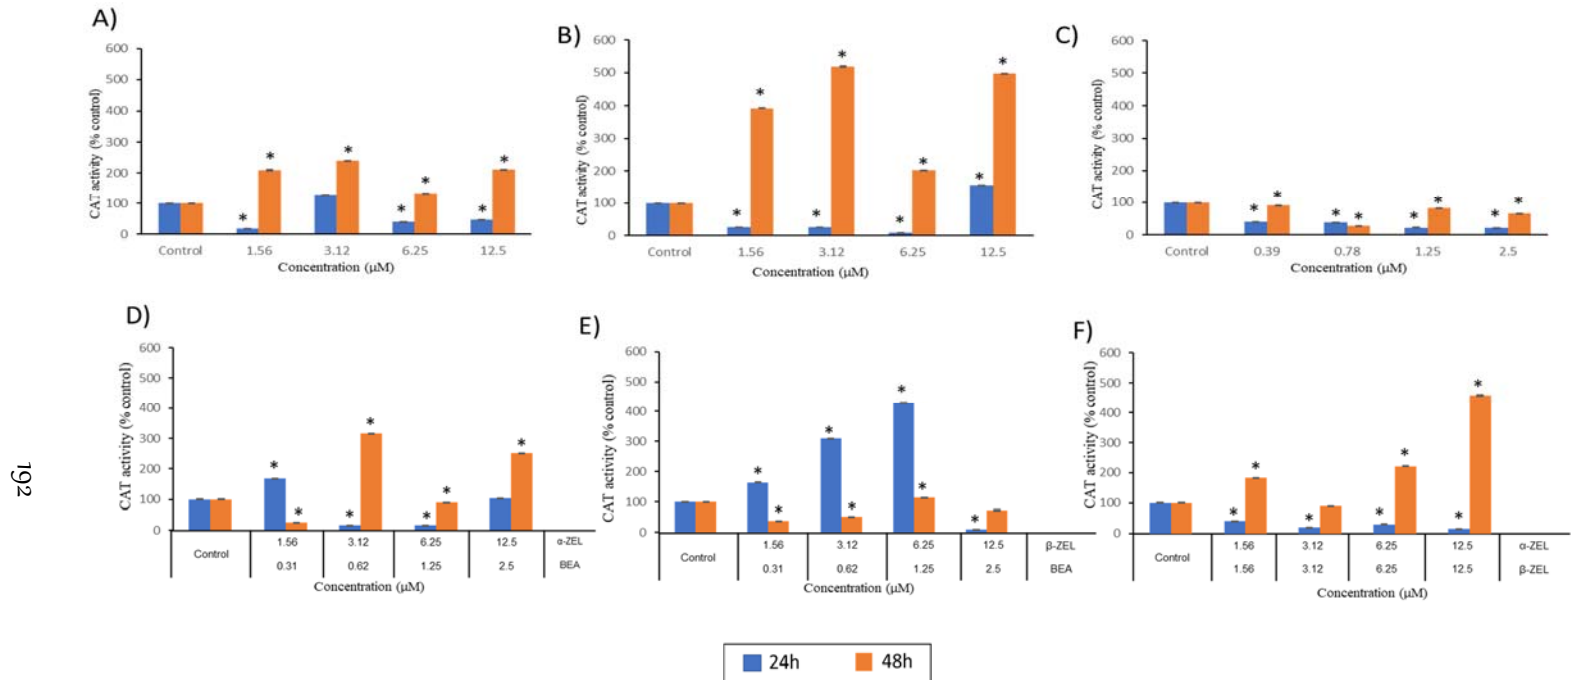 A)
CAT activity (% control)
600
500
400
300
200
100
0
* * * * * * *
Control 1.56 3.12 6.25 12.5
Concentration (μM)
B)
CAT activity (% control)
600
500
400
300
200
100
0
* * * * * * * *
Control 1.56 3.12 6.25 12.5
Concentration (μM)
C)
CAT activity (% control)
600
500
400
300
200
100
0
* * * * * * * *
Control 0.39 0.78 1.25 2.5
Concentration (μM)
D)
CAT activity (% control)
600
500
400
300
200
100
0
* * * * * * *
Control 1.56 3.12 6.25 12.5 α-ZEL
0.31 0.62 1.25 2.5 BEA
Concentration (μM)
E)
CAT activity (% control)
600
500
400
300
200
100
0
* * * * * * *
Control 1.56 3.12 6.25 12.5 β-ZEL
0.31 0.62 1.25 2.5 BEA
Concentration (μM)
F)
CAT activity (% control)
600
500
400
300
200
100
0
* * * * * * *
Control 1.56 3.12 6.25 12.5 α-ZEL
1.56 3.12 6.25 12.5 β-ZEL
Concentration (μM)
24h 48h
192